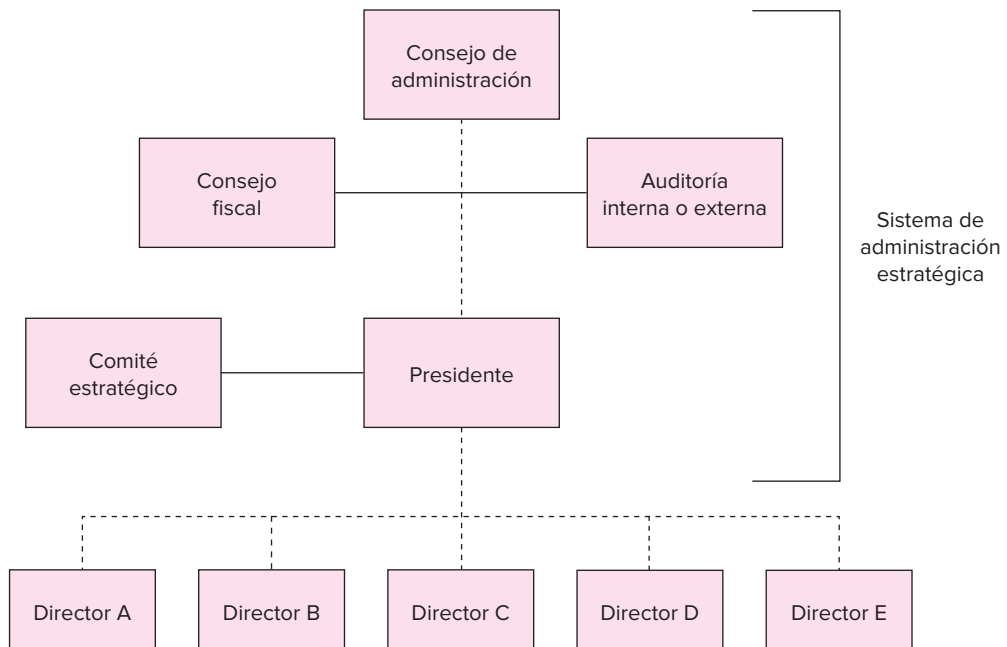 Consejo de
administración
Consejo
fiscal
Auditoría
interna o externa
Sistema de
administración
estratégica
Comité
estratégico
Presidente
Director A
Director B
Director C
Director D
Director E